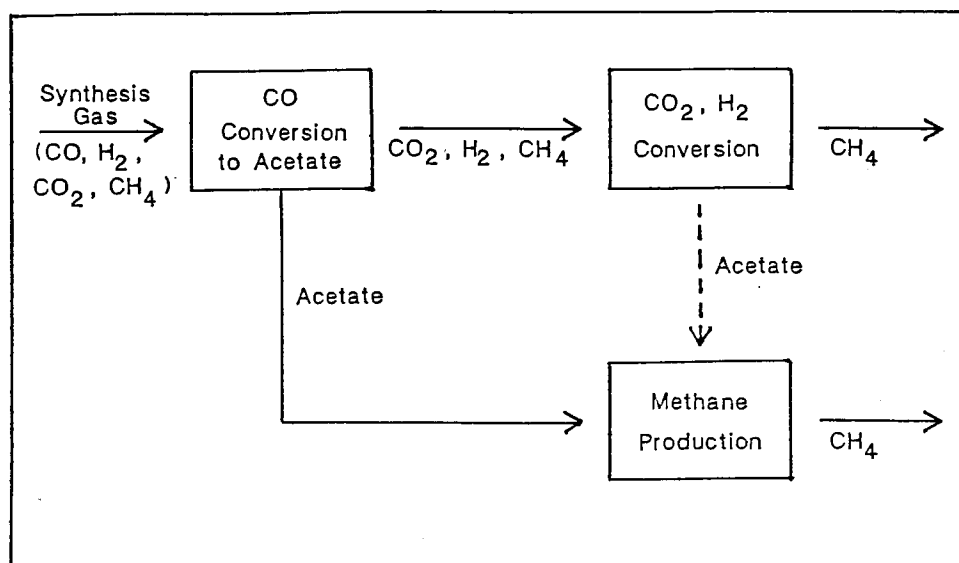 Synthesis
Gas
(CO, H₂,
CO₂, CH₄)
CO
Conversion
to Acetate
CO₂, H₂, CH₄
CO₂, H₂
Conversion
CH₄
Acetate
Acetate
Methane
Production
CH₄